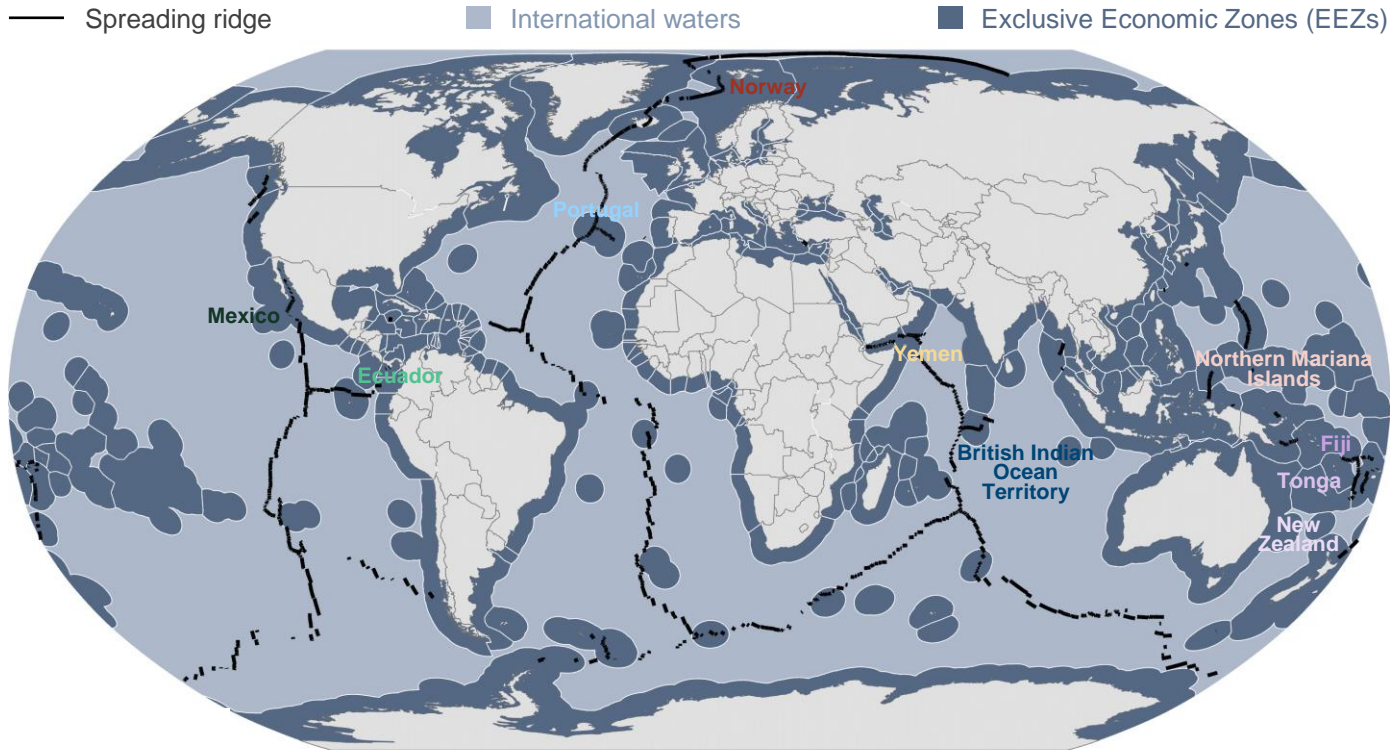 Spreading ridge
International waters
Exclusive Economic Zones (EEZs)
Norway
Portugal
Mexico
Ecuador
Yemen
Northern Mariana
Islands
British Indian
Ocean
Territory
Fiji
Tonga
New
Zealand